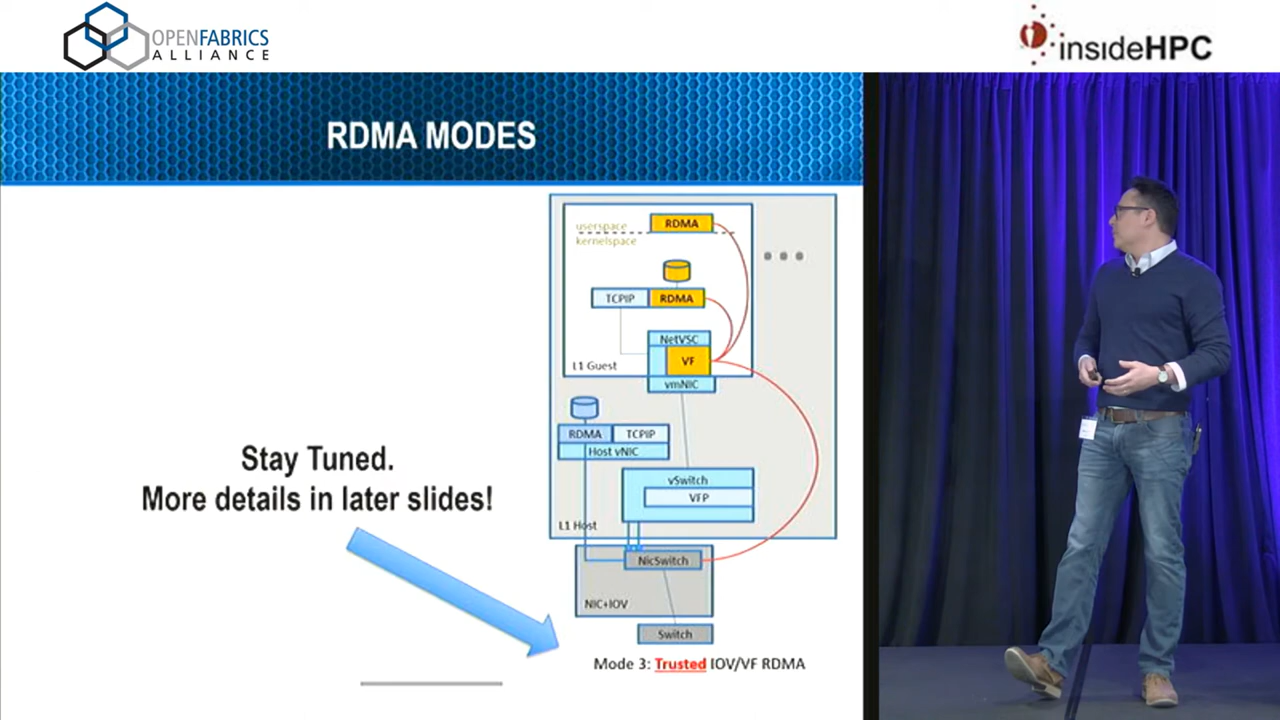 OPENFABRICS
ALLIANCE
insideHPC
RDMA MODES
userspace
RDMA
kernelspace
TCPIP
RDMA
NetVSC
VF
L1 Guest
vmNIC
RDMA
TCPIP
Host vNIC
Stay Tuned.
More details in later slides!
vSwitch
VFP
L1 Host
NicSwitch
NIC+IOV
Switch
Mode 3: Trusted IOV/VF RDMA